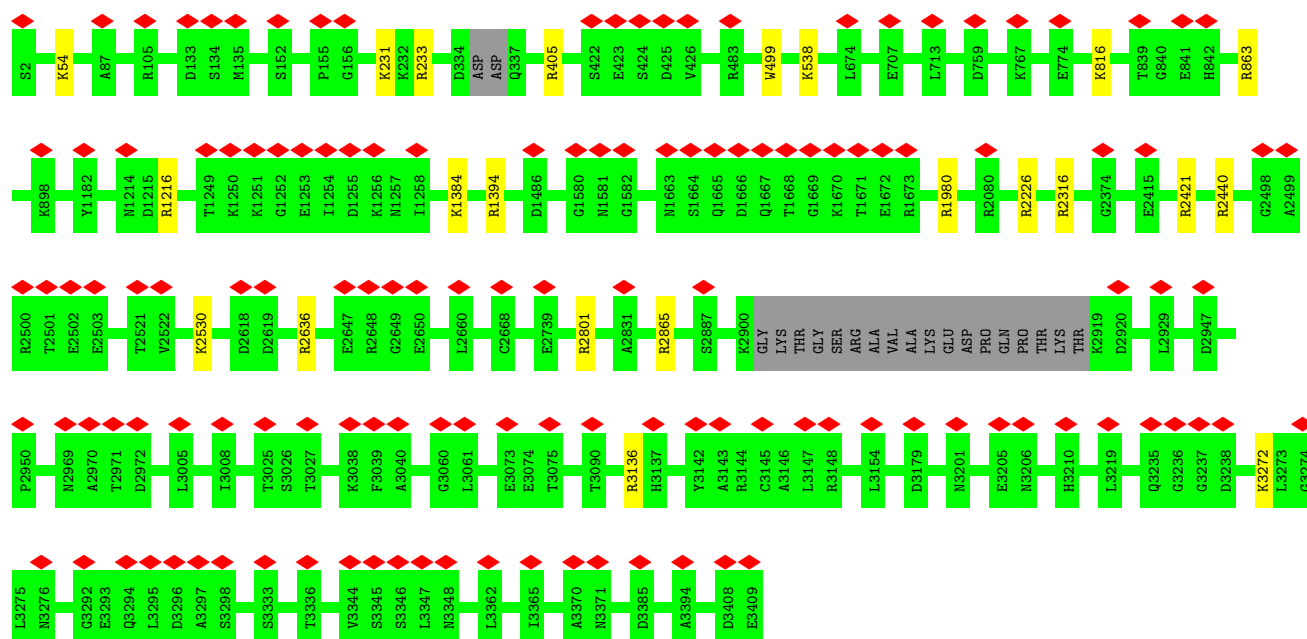 S2 K54 A87 R105 D133 S134 M135 S152 P155 G156 K231 K232 R233 D334 ASP ASP Q337 R405 S422 E423 S424 D425 V426 R483 W499 K538 L674 E707 L713 D759 K767 E774 K816 T839 G840 E841 H842 R863
K898 Y1182 N1214 D1215 R1216 T1249 K1250 K1251 G1252 E1253 I1254 D1255 K1256 N1257 I1258 K1384 R1394 D1486 G1580 N1581 G1582 N1663 S1664 Q1665 D1666 Q1667 T1668 G1669 K1670 T1671 E1672 R1673 R1980 R2080 R2226 R2316 G2374 E2415 R2421 R2440 G2498 A2499
R2500 T2501 E2502 E2503 T2521 V2522 K2530 D2618 D2619 R2636 E2647 R2648 G2649 E2650 L2660 C2668 E2739 R2801 A2831 R2865 S2887 K2900 GLY LYS THR GLY SER ARG ALA VAL ALA LYS GLU ASP PRO GLN PRO THR LYS THR K2919 D2920 L2929 D2947
P2950 N2969 A2970 T2971 D2972 L3005 I3008 T3025 S3026 T3027 K3038 F3039 A3040 G3060 L3061 E3073 E3074 T3075 T3090 R3136 H3137 Y3142 A3143 R3144 C3145 A3146 L3147 R3148 L3154 D3179 N3201 E3205 N3206 H3210 L3219 Q3235 G3236 G3237 D3238 K3272 L3273 G3274
L3275 N3276 G3292 E3293 Q3294 L3295 D3296 A3297 S3298 S3333 T3336 V3344 S3345 S3346 L3347 N3348 L3362 I3365 A3370 N3371 D3385 A3394 D3408 E3409